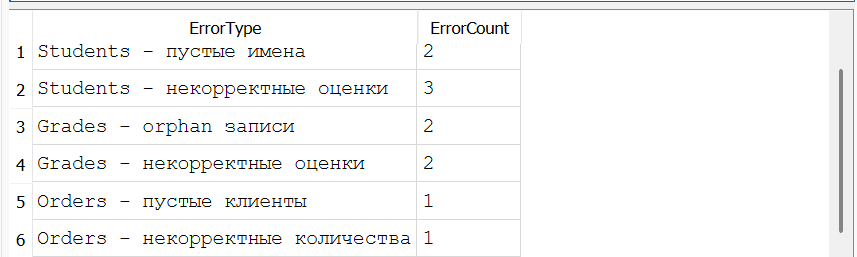 ErrorType ErrorCount
1 Students - пустые имена 2
2 Students - некорректные оценки 3
3 Grades - orphan записи 2
4 Grades - некорректные оценки 2
5 Orders - пустые клиенты 1
6 Orders - некорректные количества 1